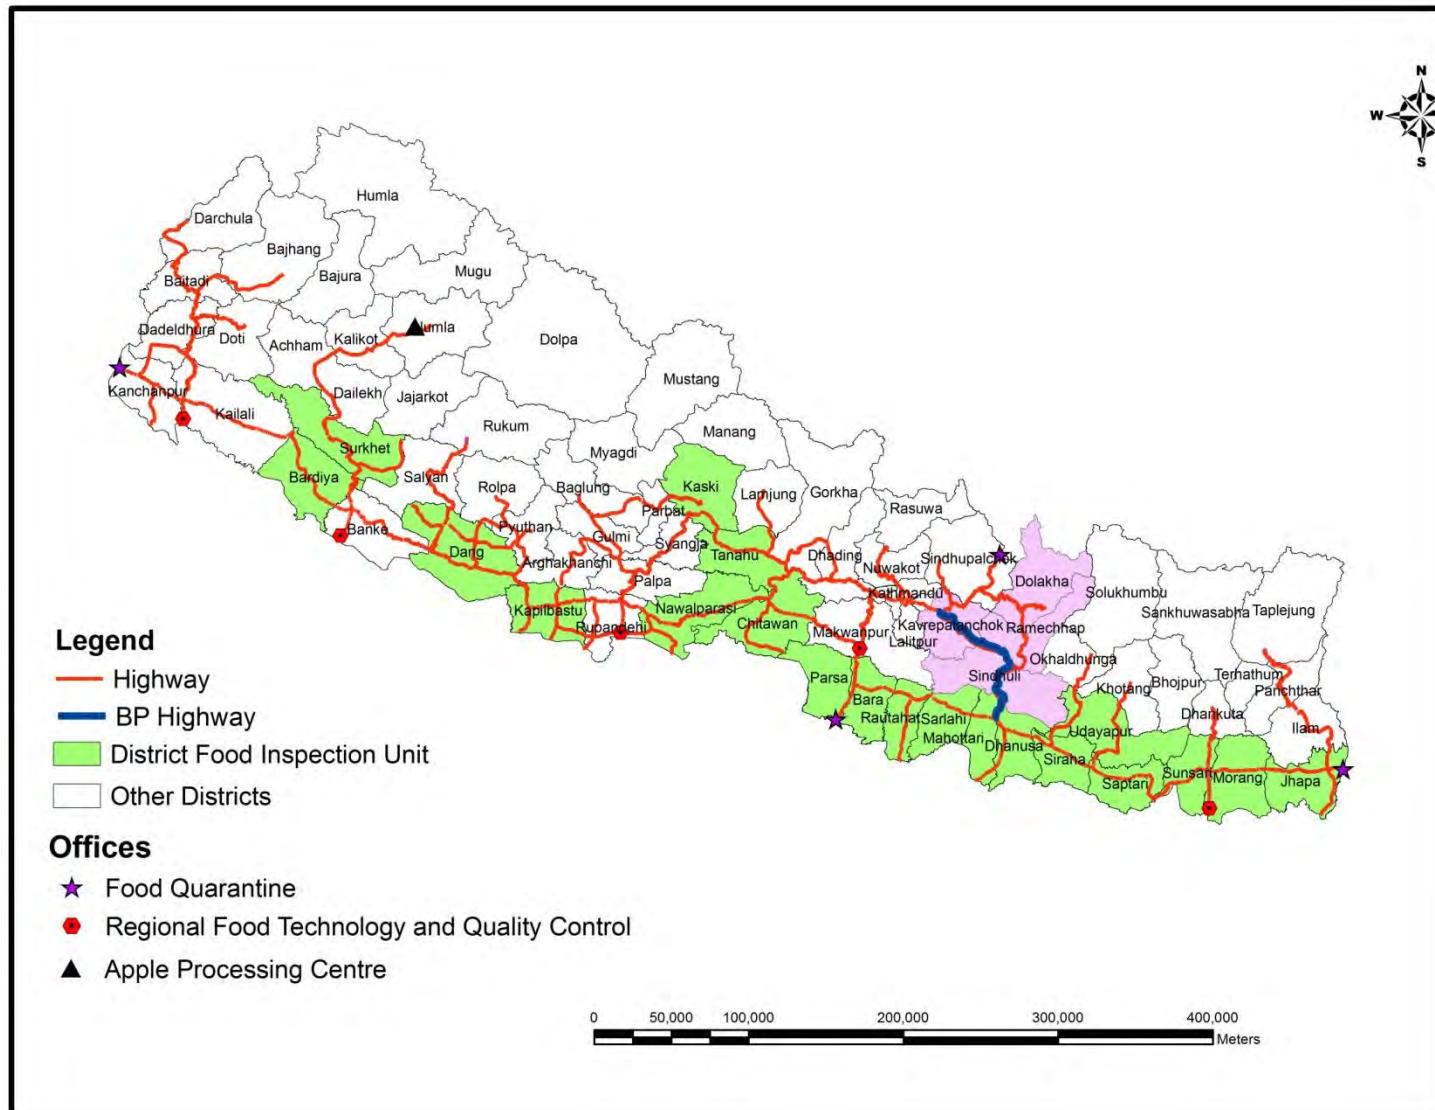 N
W
S
Humla
Darchula
Bajhang
Mugu
Bajura
Baitadi
Dadeldhura
Doti
Achham
Kalikot
Jumla
Dolpa
Mustang
Kanchanpur
Dailekh
Jajarkot
Kailali
Rukum
Manang
Surkhet
Myagdi
Bardiya
Salyan
Rolpa
Baglung
Kaski
Lamjung
Gorkha
Rasuwa
Banke
Pyuthan
Parbat
Gulmi
Syangja
Dang
Tanahu
Dhading
Nuwakot
Sindhupalchok
Arghakhanchi
Palpa
Dolakha
Kathmandu
Solukhumbu
Sankhuwasabha
Taplejung
Kapilbastu
Nawalparasi
Rupandehi
Chitawan
Makwanpur
Lalitpur
Kavrepalanchok
Ramechhap
Okhaldhunga
Sindhuli
Parsa
Bara
Rautahat
Sarlahi
Mahottari
Dhanusa
Siraha
Udayapur
Khotang
Bhojpur
Terhathum
Panchthar
Dhankuta
Ilam
Saptari
Sunsari
Morang
Jhapa
Legend
Highway
BP Highway
District Food Inspection Unit
Other Districts
Offices
Food Quarantine
Regional Food Technology and Quality Control
Apple Processing Centre
0 50,000 100,000 200,000 300,000 400,000
Meters